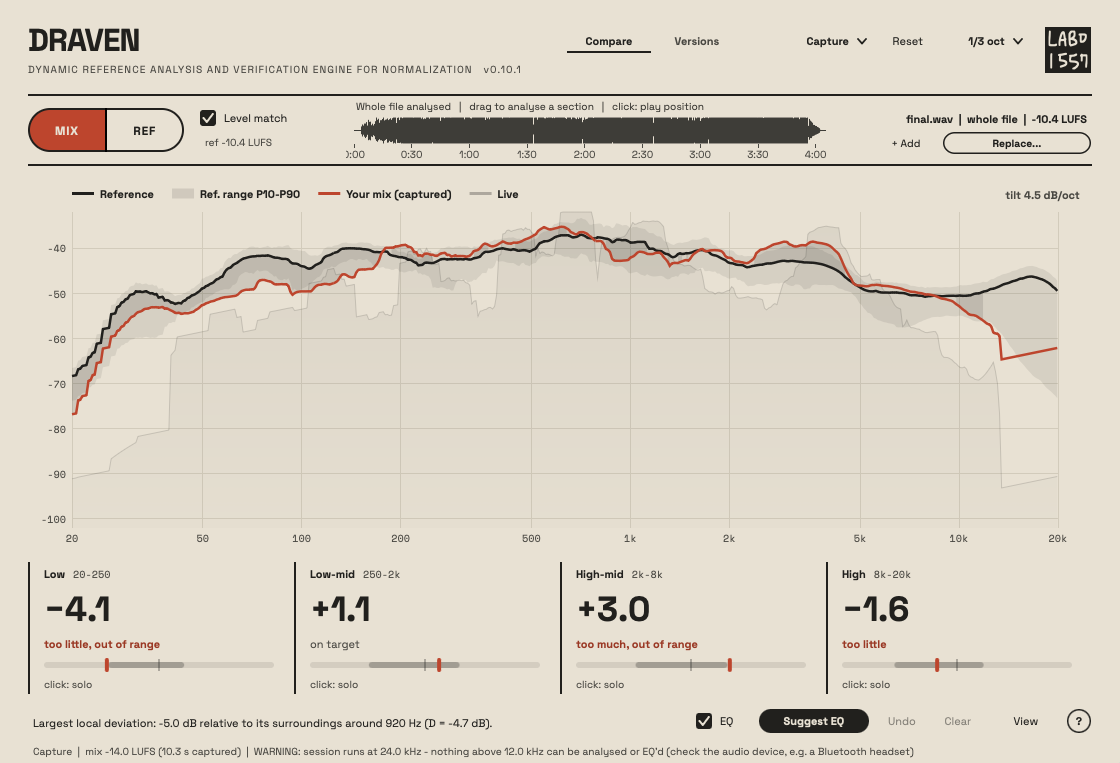 DRAVEN
Compare Versions Capture Reset 1/3 oct
LABD
1557
DYNAMIC REFERENCE ANALYSIS AND VERIFICATION ENGINE FOR NORMALIZATION v0.10.1
MIX REF
Level match
ref -10.4 LUFS
Whole file analysed | drag to analyse a section | click: play position
0:00 0:30 1:00 1:30 2:00 2:30 3:00 3:30 4:00
final.wav | whole file | -10.4 LUFS
+ Add Replace...
Reference Ref. range P10-P90 Your mix (captured) Live tilt 4.5 dB/oct
-40
-50
-60
-70
-80
-90
-100
20 50 100 200 500 1k 2k 5k 10k 20k
Low 20-250
-4.1
too little, out of range
click: solo
Low-mid 250-2k
+1.1
on target
click: solo
High-mid 2k-8k
+3.0
too much, out of range
click: solo
High 8k-20k
-1.6
too little
click: solo
Largest local deviation: -5.0 dB relative to its surroundings around 920 Hz (D = -4.7 dB).
EQ Suggest EQ Undo Clear View ?
Capture | mix -14.0 LUFS (10.3 s captured) | WARNING: session runs at 24.0 kHz - nothing above 12.0 kHz can be analysed or EQ'd (check the audio device, e.g. a Bluetooth headset)